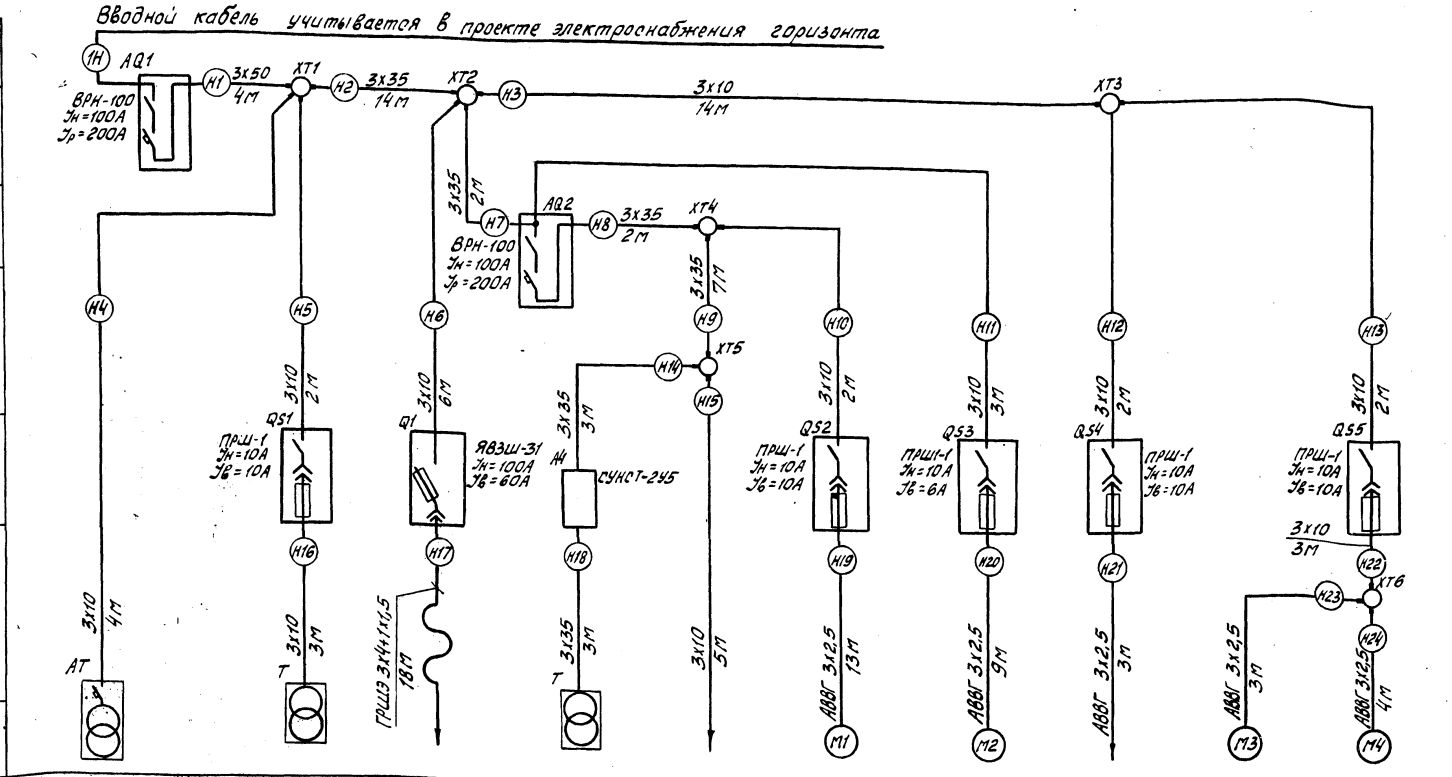 Вводной кабель учитывается в проекте электроснабжения горизонта
1Н
AQ1
ВРН-100
Iн=100А
Iр=200А
Н1
3х50
4м
ХТ1
Н2
3х35
14м
ХТ2
Н3
3х10
14м
ХТ3
3х35
2м
Н7
AQ2
ВРН-100
Iн=100А
Iр=200А
Н8
3х35
2м
ХТ4
3х35
7м
Н4
Н5
Н6
Н9
Н10
Н11
Н12
Н13
ХТ5
Н14
Н15
3х10
2м
3х10
6м
3х35
3м
3х10
2м
3х10
3м
3х10
2м
3х10
2м
QS1
ПРШ-1
Iн=10А
Iв=10А
Q1
ЯВЗШ-31
Iн=100А
Iв=60А
А4
СУКСТ-2У5
QS2
ПРШ-1
Iн=10А
Iв=10А
QS3
ПРШ-1
Iн=10А
Iв=6А
QS4
ПРШ-1
Iн=10А
Iв=10А
QS5
ПРШ-1
Iн=10А
Iв=10А
3х10
3м
Н16
Н17
Н18
Н19
Н20
Н21
Н22
Н23
ХТ6
Н24
3х10
4м
3х10
3м
ГРШЭ 3х4+1х1,5
18м
3х35
3м
3х10
5м
АВВГ 3х2,5
13м
АВВГ 3х2,5
9м
АВВГ 3х2,5
3м
АВВГ 3х2,5
3м
АВВГ 3х2,5
4м
АТ
Т
Т
М1
М2
М3
М4